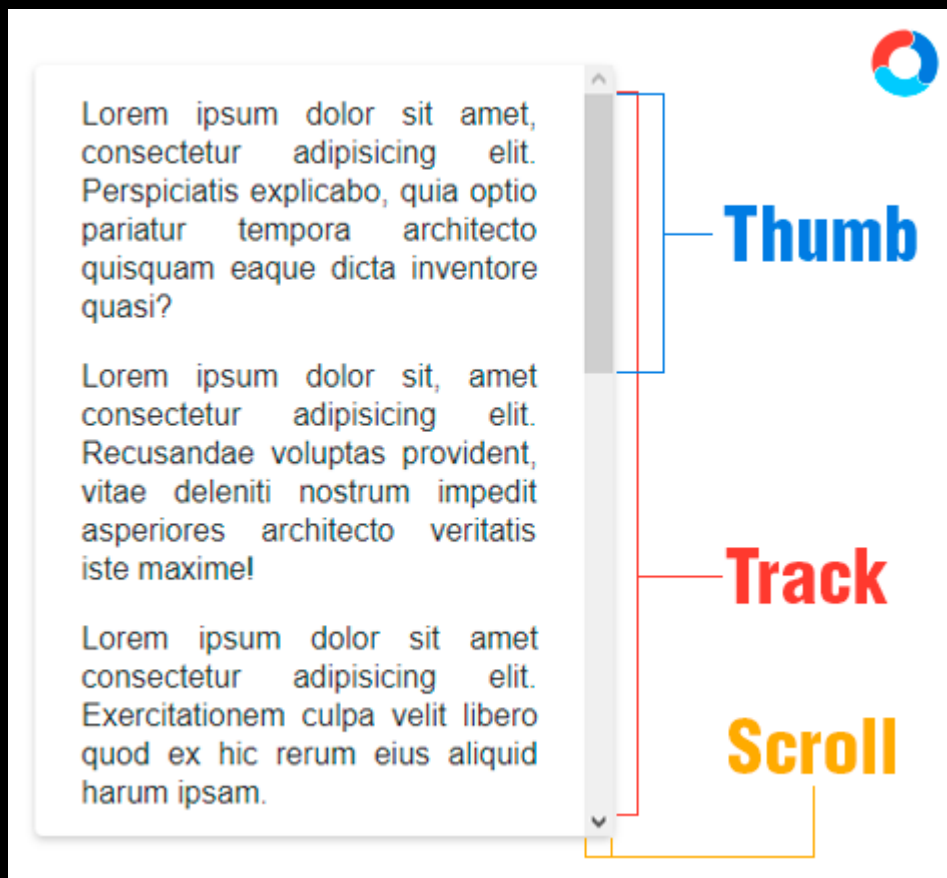 Lorem ipsum dolor sit amet,
consectetur adipisicing elit.
Perspiciatis explicabo, quia optio
pariatur tempora architecto
quisquam eaque dicta inventore
quasi?
Lorem ipsum dolor sit, amet
consectetur adipisicing elit.
Recusandae voluptas provident,
vitae deleniti nostrum impedit
asperiores architecto veritatis
iste maxime!
Lorem ipsum dolor sit amet
consectetur adipisicing elit.
Exercitationem culpa velit libero
quod ex hic rerum eius aliquid
harum ipsam.
Thumb
Track
Scroll